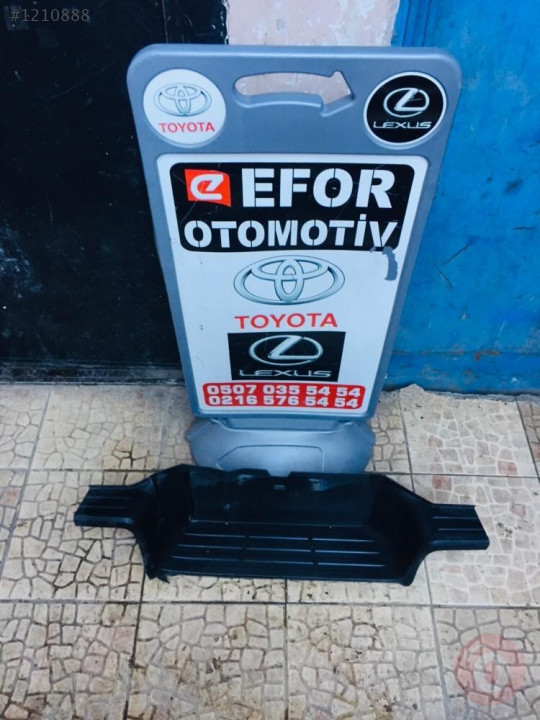 #1210888
TOYOTA
LEXUS
EFOR
OTOMOTİV
TOYOTA
LEXUS
0507 035 54 54
0216 576 54 54